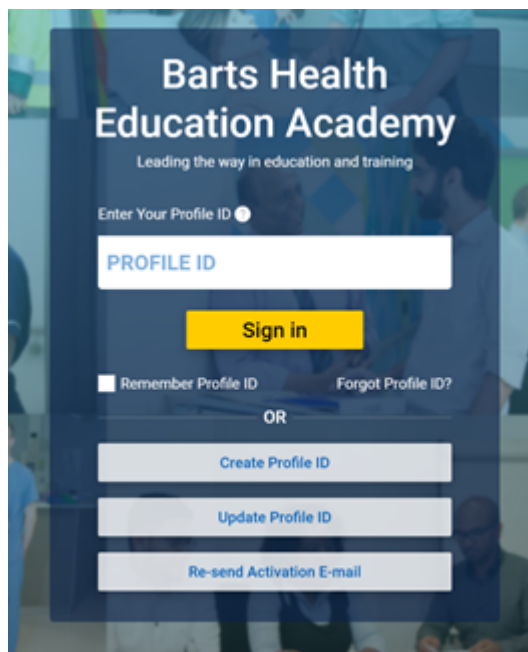 Barts Health
Education Academy
Leading the way in education and training
Enter Your Profile ID ?
PROFILE ID
Sign in
Remember Profile ID
Forgot Profile ID?
OR
Create Profile ID
Update Profile ID
Re-send Activation E-mail